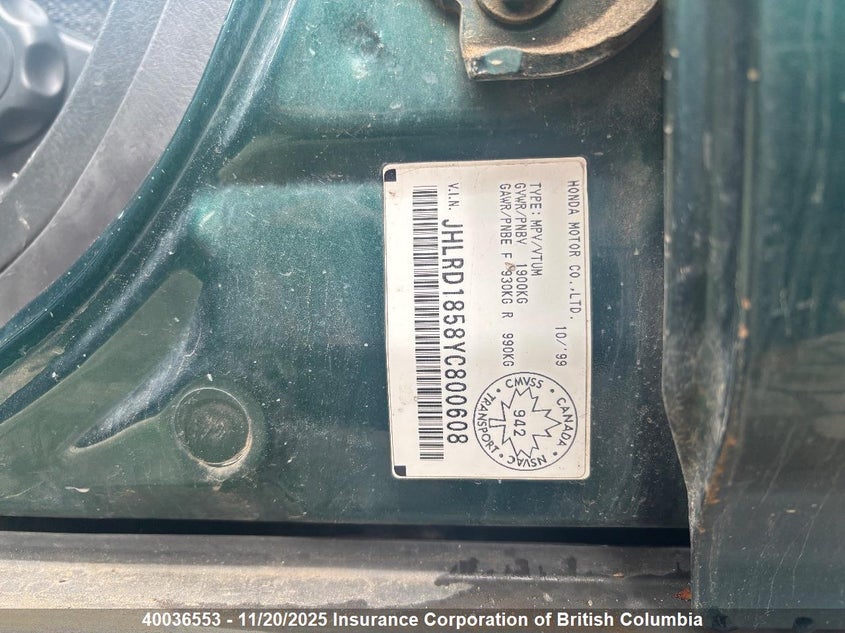 HONDA MOTOR CO.,LTD. 10/'99
TYPE: MPV/VTUM
GVWR/PNBV 1900KG
GAWR/PNBE F 930KG R 990KG
V.I.N. JHLRD1858YC800608
CMVSS • CANADA • NSVAC • TRANSPORT •
942
40036553 - 11/20/2025 Insurance Corporation of British Columbia